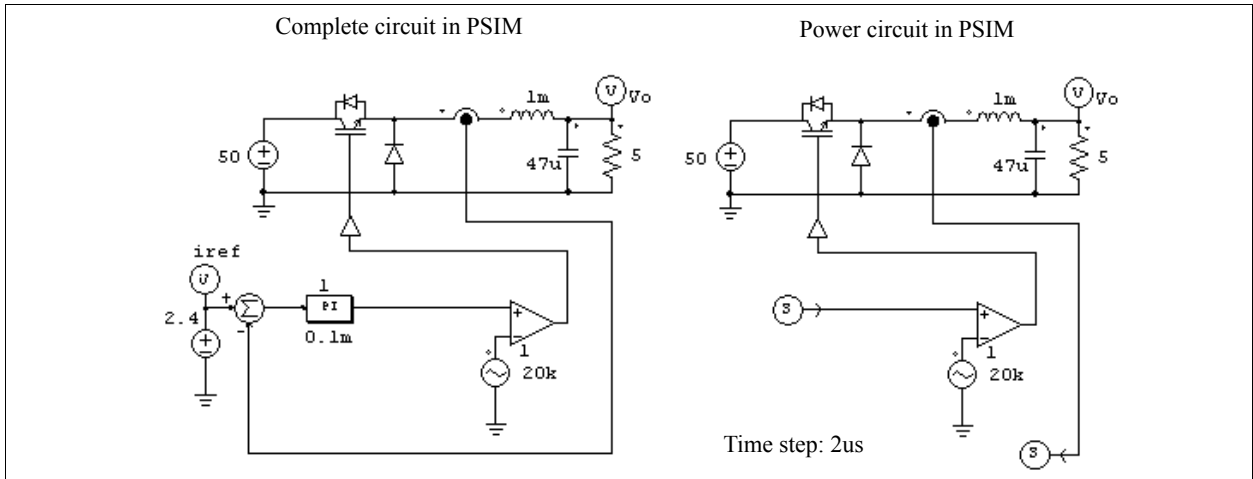 Complete circuit in PSIM
1m
V Vo
50
47u
5
iref
V
2.4
+
-
Σ
1
PI
0.1m
+
-
1
20k
Power circuit in PSIM
1m
V Vo
50
47u
5
S
+
-
1
20k
Time step: 2us
S